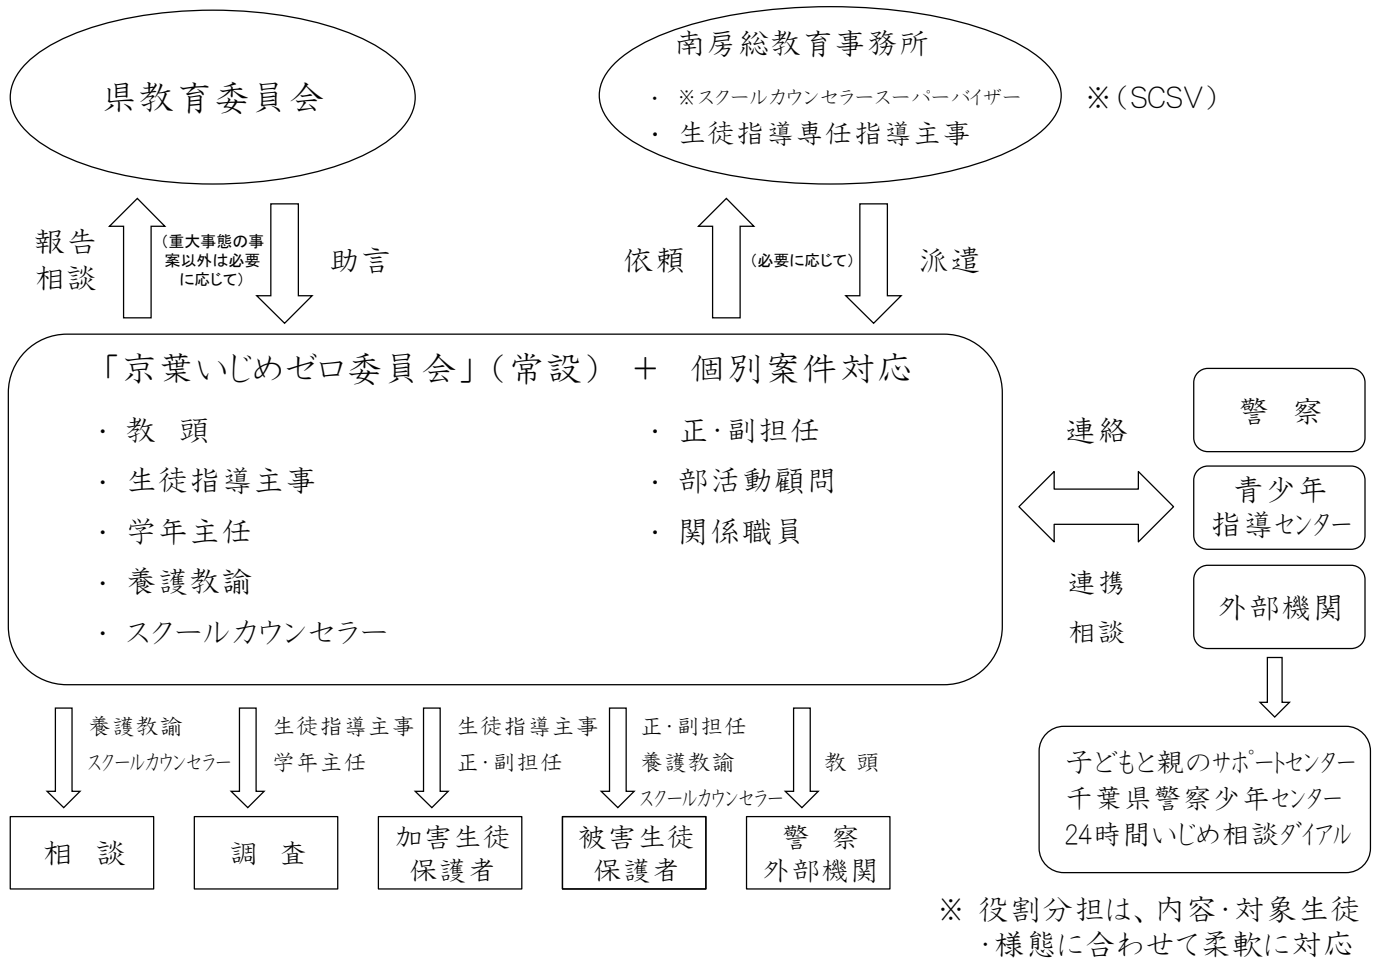 県教育委員会
南房総教育事務所
・ ※スクールカウンセラースーパーバイザー
・ 生徒指導専任指導主事
※(SCSV)
報告
相談
(重大事態の事
案以外は必要
に応じて)
助言
依頼
(必要に応じて)
派遣
「京葉いじめゼロ委員会」(常設) + 個別案件対応
・ 教 頭
・ 生徒指導主事
・ 学年主任
・ 養護教諭
・ スクールカウンセラー
・ 正・副担任
・ 部活動顧問
・ 関係職員
連絡
連携
相談
警 察
青少年
指導センター
外部機関
子どもと親のサポートセンター
千葉県警察少年センター
24時間いじめ相談ダイアル
養護教諭
スクールカウンセラー
生徒指導主事
学年主任
生徒指導主事
正・副担任
正・副担任
養護教諭
スクールカウンセラー
教 頭
相 談
調 査
加害生徒
保護者
被害生徒
保護者
警 察
外部機関
※ 役割分担は、内容・対象生徒
・様態に合わせて柔軟に対応